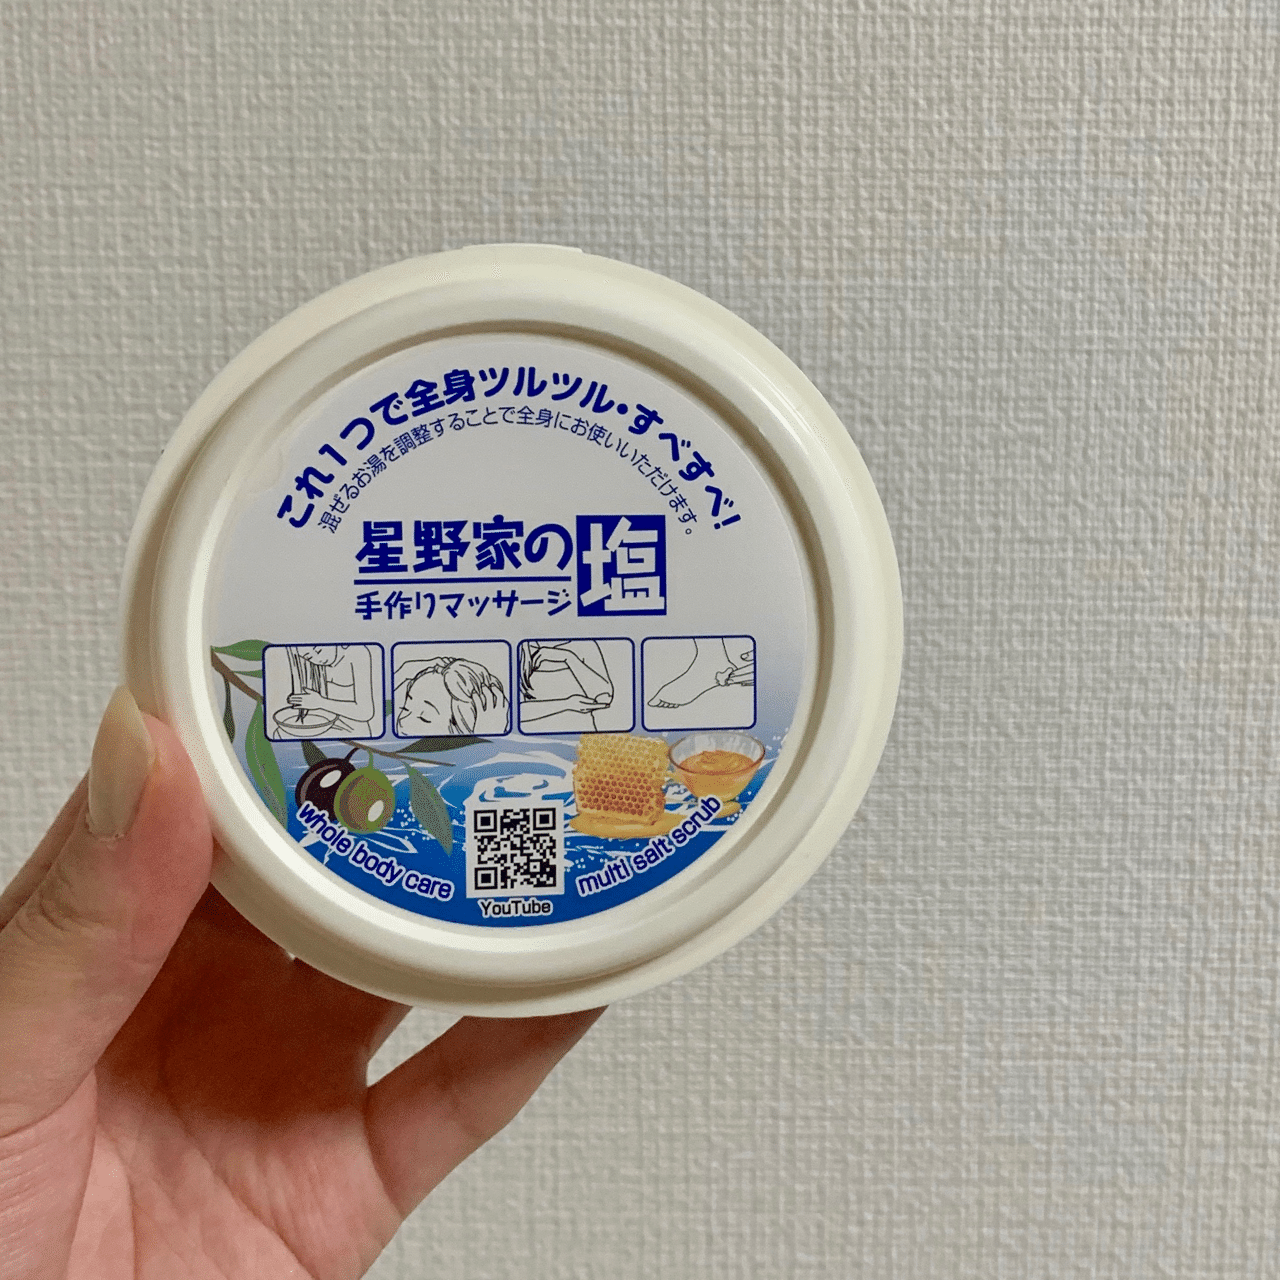 これ1つで全身ツルツル・すべすべ!
混ぜるお湯を調整することで全身にお使いいただけます。
星野家の塩
手作りマッサージ
whole body care
multi salt scrub
YouTube